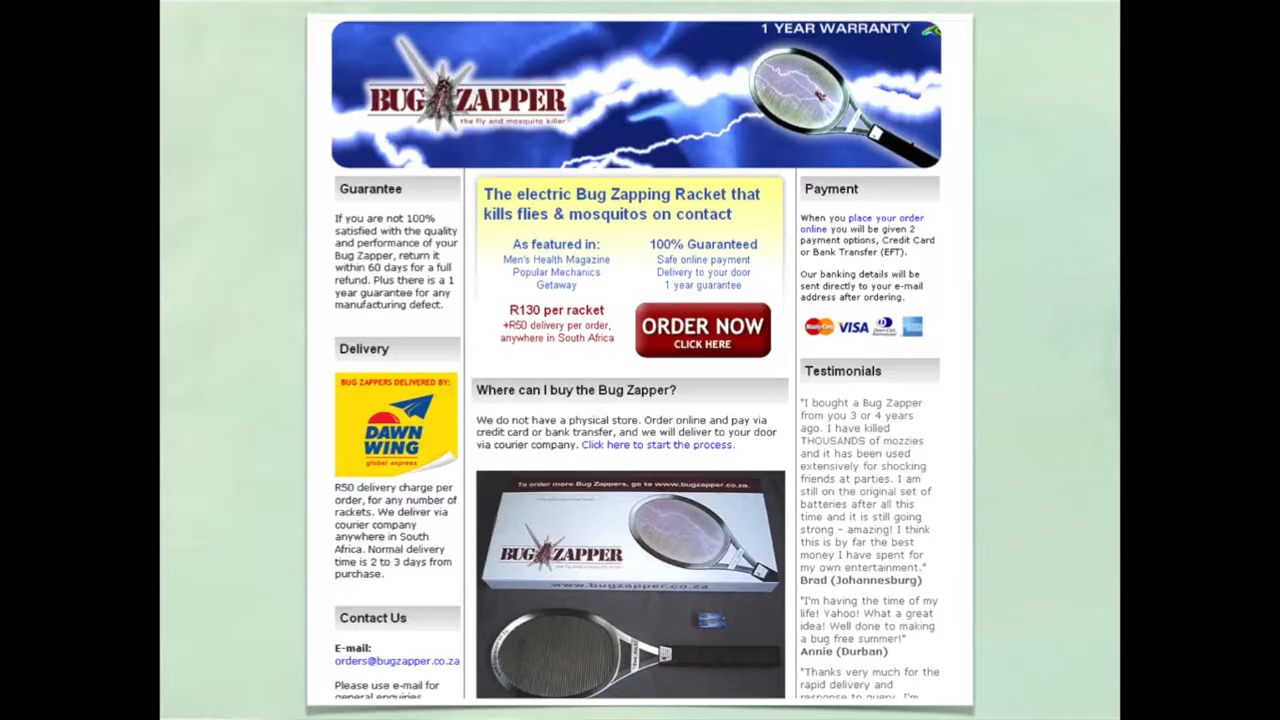 1 YEAR WARRANTY
BUG ZAPPER
the fly and mosquito killer
Guarantee
If you are not 100%
satisfied with the quality
and performance of your
Bug Zapper, return it
within 60 days for a full
refund. Plus there is a 1
year guarantee for any
manufacturing defect.
Delivery
BUG ZAPPERS DELIVERED BY:
DAWN
WING
global express
R50 delivery charge per
order, for any number of
rackets. We deliver via
courier company
anywhere in South
Africa. Normal delivery
time is 2 to 3 days from
purchase.
Contact Us
E-mail:
orders@bugzapper.co.za
Please use e-mail for
general enquiries
The electric Bug Zapping Racket that
kills flies & mosquitos on contact
As featured in:
Men's Health Magazine
Popular Mechanics
Getaway
100% Guaranteed
Safe online payment
Delivery to your door
1 year guarantee
R130 per racket
+R50 delivery per order,
anywhere in South Africa
ORDER NOW
CLICK HERE
Where can I buy the Bug Zapper?
We do not have a physical store. Order online and pay via
credit card or bank transfer, and we will deliver to your door
via courier company. Click here to start the process.
To order more Bug Zappers, go to www.bugzapper.co.za.
BUG ZAPPER
the fly and mosquito killer
www.bugzapper.co.za
Payment
When you place your order
online you will be given 2
payment options, Credit Card
or Bank Transfer (EFT).
Our banking details will be
sent directly to your e-mail
address after ordering.
MasterCard VISA
Testimonials
"I bought a Bug Zapper
from you 3 or 4 years
ago. I have killed
THOUSANDS of mozzies
and it has been used
extensively for shocking
friends at parties. I am
still on the original set of
batteries after all this
time and it is still going
strong - amazing! I think
this is by far the best
money I have spent for
my own entertainment."
Brad (Johannesburg)
"I'm having the time of my
life! Yahoo! What a great
idea! Well done to making
a bug free summer!"
Annie (Durban)
"Thanks very much for the
rapid delivery and
response to query. I'm